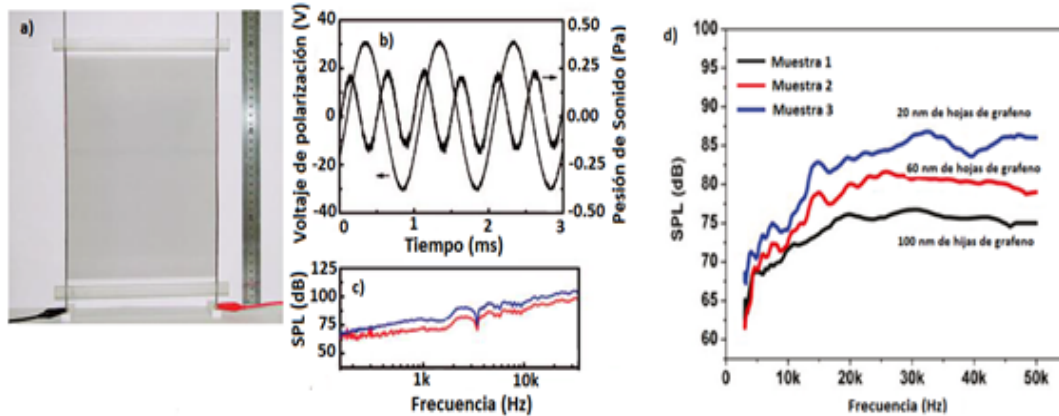 a)
b)
Voltaje de polarización (V)
40
20
0
-20
-40
0.50
0.25
0.00
-0.25
-0.50
Pesión de Sonido (Pa)
0
1
2
3
Tiempo (ms)
c)
SPL (dB)
125
100
75
50
1k
10k
Frecuencia (Hz)
d)
SPL (dB)
100
95
90
85
80
75
70
65
60
Muestra 1
Muestra 2
Muestra 3
20 nm de hojas de grafeno
60 nm de hojas de grafeno
100 nm de hijas de grafeno
0
10k
20k
30k
40k
50k
Frecuencia (Hz)